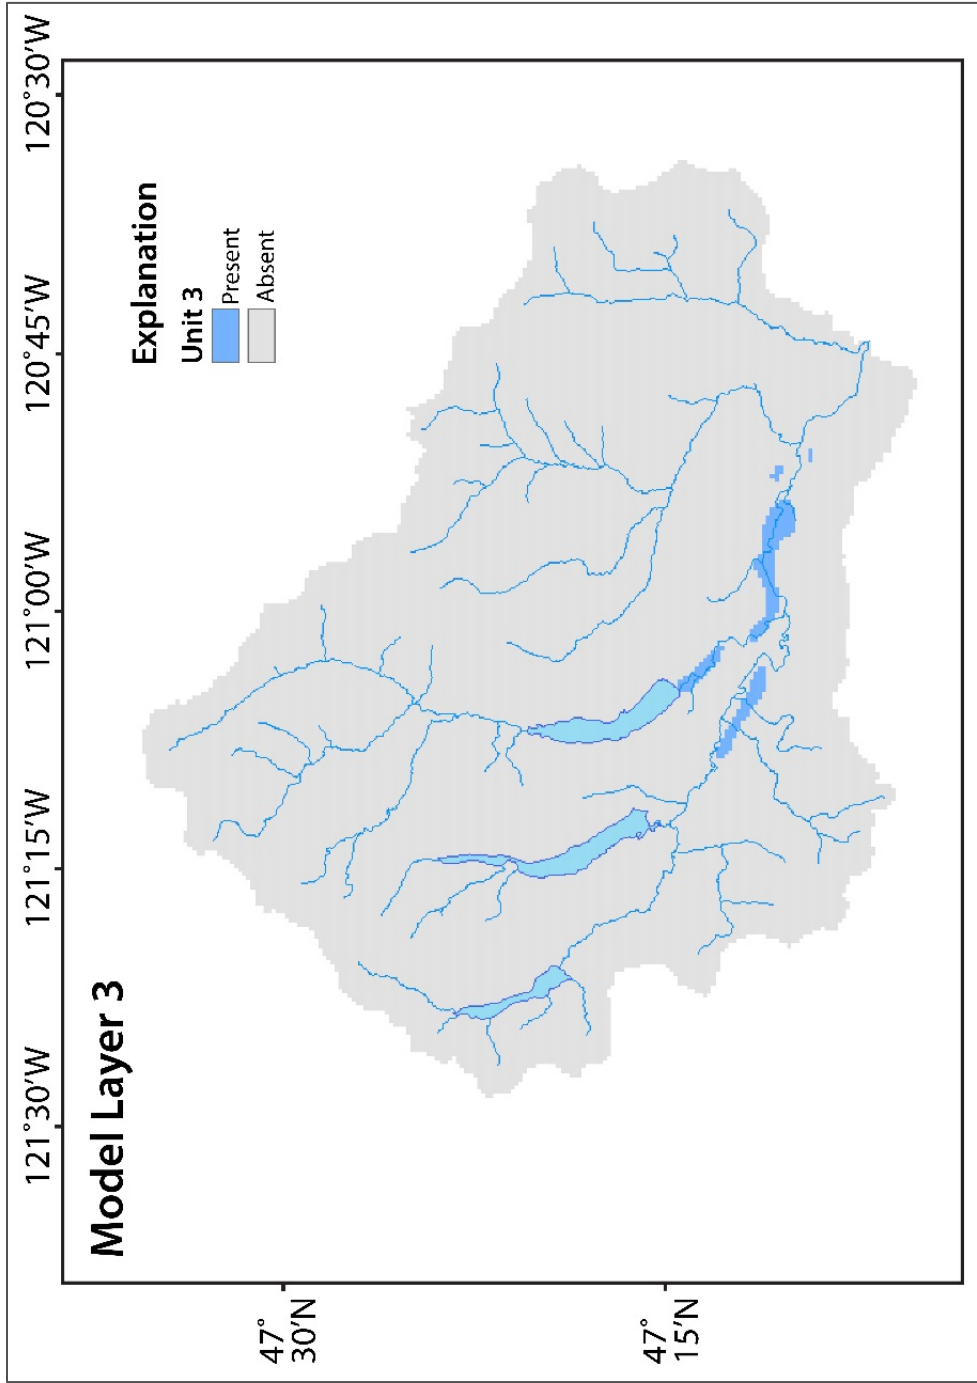 Model Layer 3
121°30′W
121°15′W
121°00′W
120°45′W
120°30′W
47°
30′N
47°
15′N
Explanation
Unit 3
Present
Absent